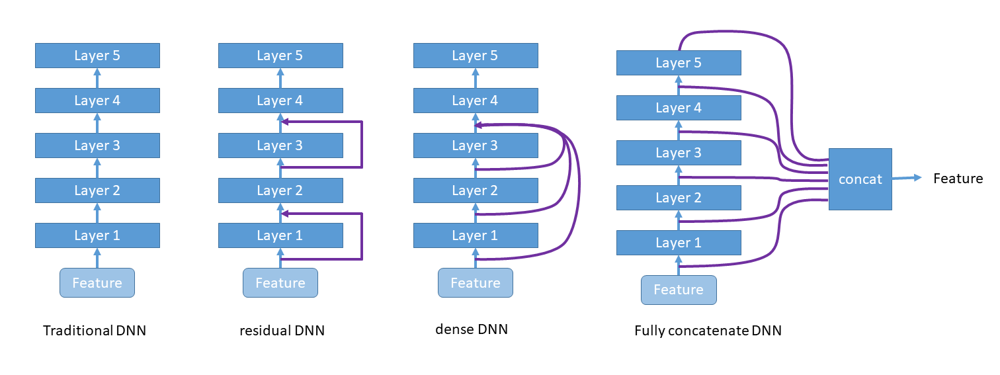 Layer 5
Layer 4
Layer 3
Layer 2
Layer 1
Feature
Traditional DNN
Layer 5
Layer 4
Layer 3
Layer 2
Layer 1
Feature
residual DNN
Layer 5
Layer 4
Layer 3
Layer 2
Layer 1
Feature
dense DNN
Layer 5
Layer 4
Layer 3
Layer 2
Layer 1
Feature
Fully concatenate DNN
concat
Feature